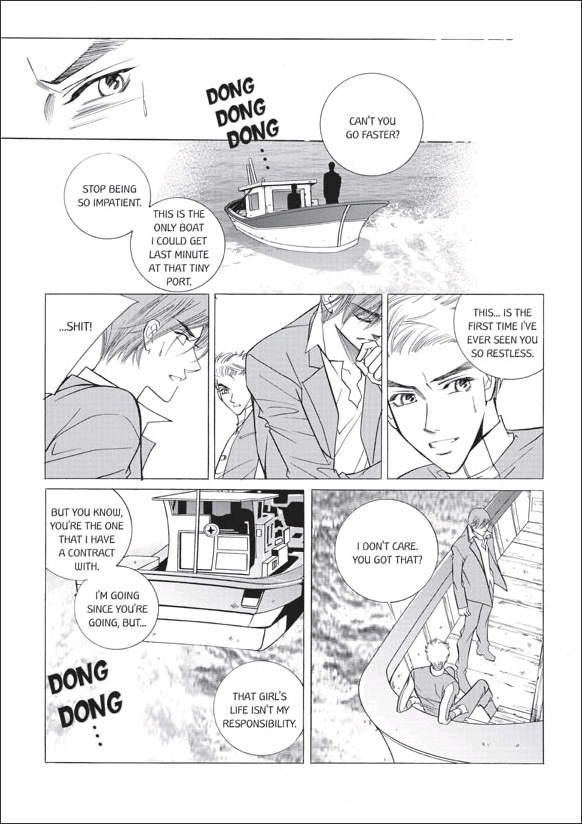 DONG
DONG
DONG
...
CAN'T YOU
GO FASTER?
STOP BEING
SO IMPATIENT.
THIS IS THE
ONLY BOAT
I COULD GET
LAST MINUTE
AT THAT TINY
PORT.
...SHIT!
THIS... IS THE
FIRST TIME I'VE
EVER SEEN YOU
SO RESTLESS.
BUT YOU KNOW,
YOU'RE THE ONE
THAT I HAVE
A CONTRACT
WITH.
I'M GOING
SINCE YOU'RE
GOING, BUT...
DONG
DONG
...
THAT GIRL'S
LIFE ISN'T MY
RESPONSIBILITY.
I DON'T CARE.
YOU GOT THAT?